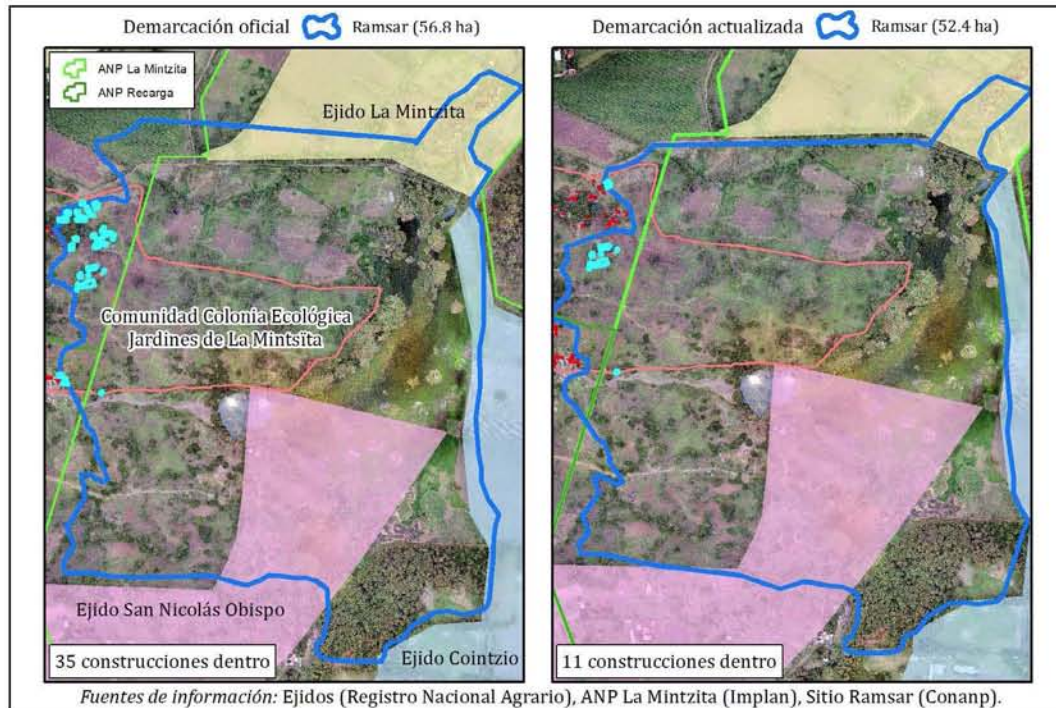 Demarcación oficial Ramsar (56.8 ha)
Demarcación actualizada Ramsar (52.4 ha)
ANP La Mintzita
ANP Recarga
Ejido La Mintzita
Comunidad Colonia Ecológica
Jardines de La Mintsïta
Ejido San Nicolás Obispo
Ejido Cointzio
35 construcciones dentro
11 construcciones dentro
Fuentes de información: Ejidos (Registro Nacional Agrario), ANP La Mintzita (Implan), Sitio Ramsar (Conanp).